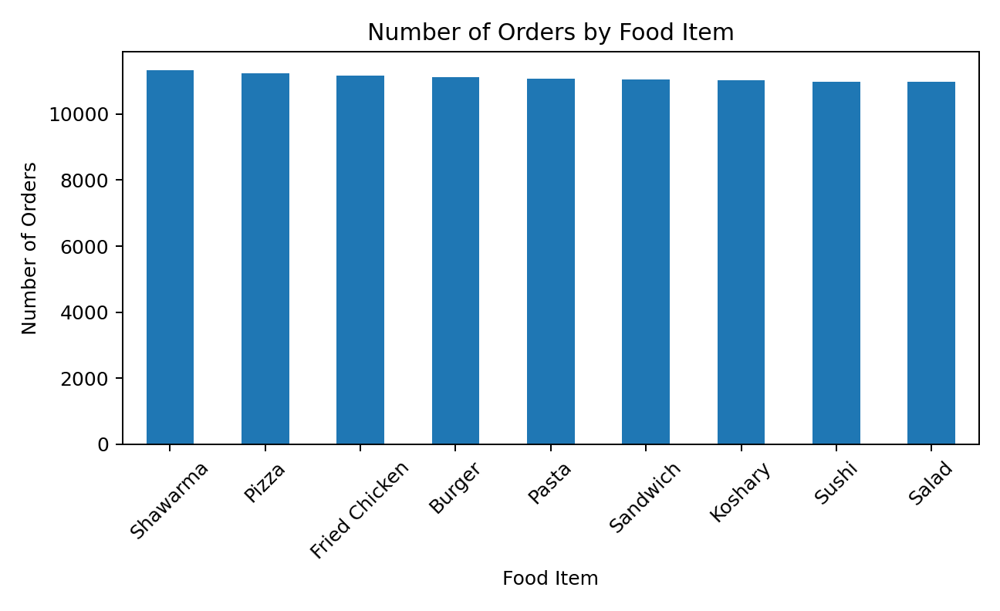 Number of Orders by Food Item
Number of Orders
10000
8000
6000
4000
2000
0
Shawarma
Pizza
Fried Chicken
Burger
Pasta
Sandwich
Koshary
Sushi
Salad
Food Item